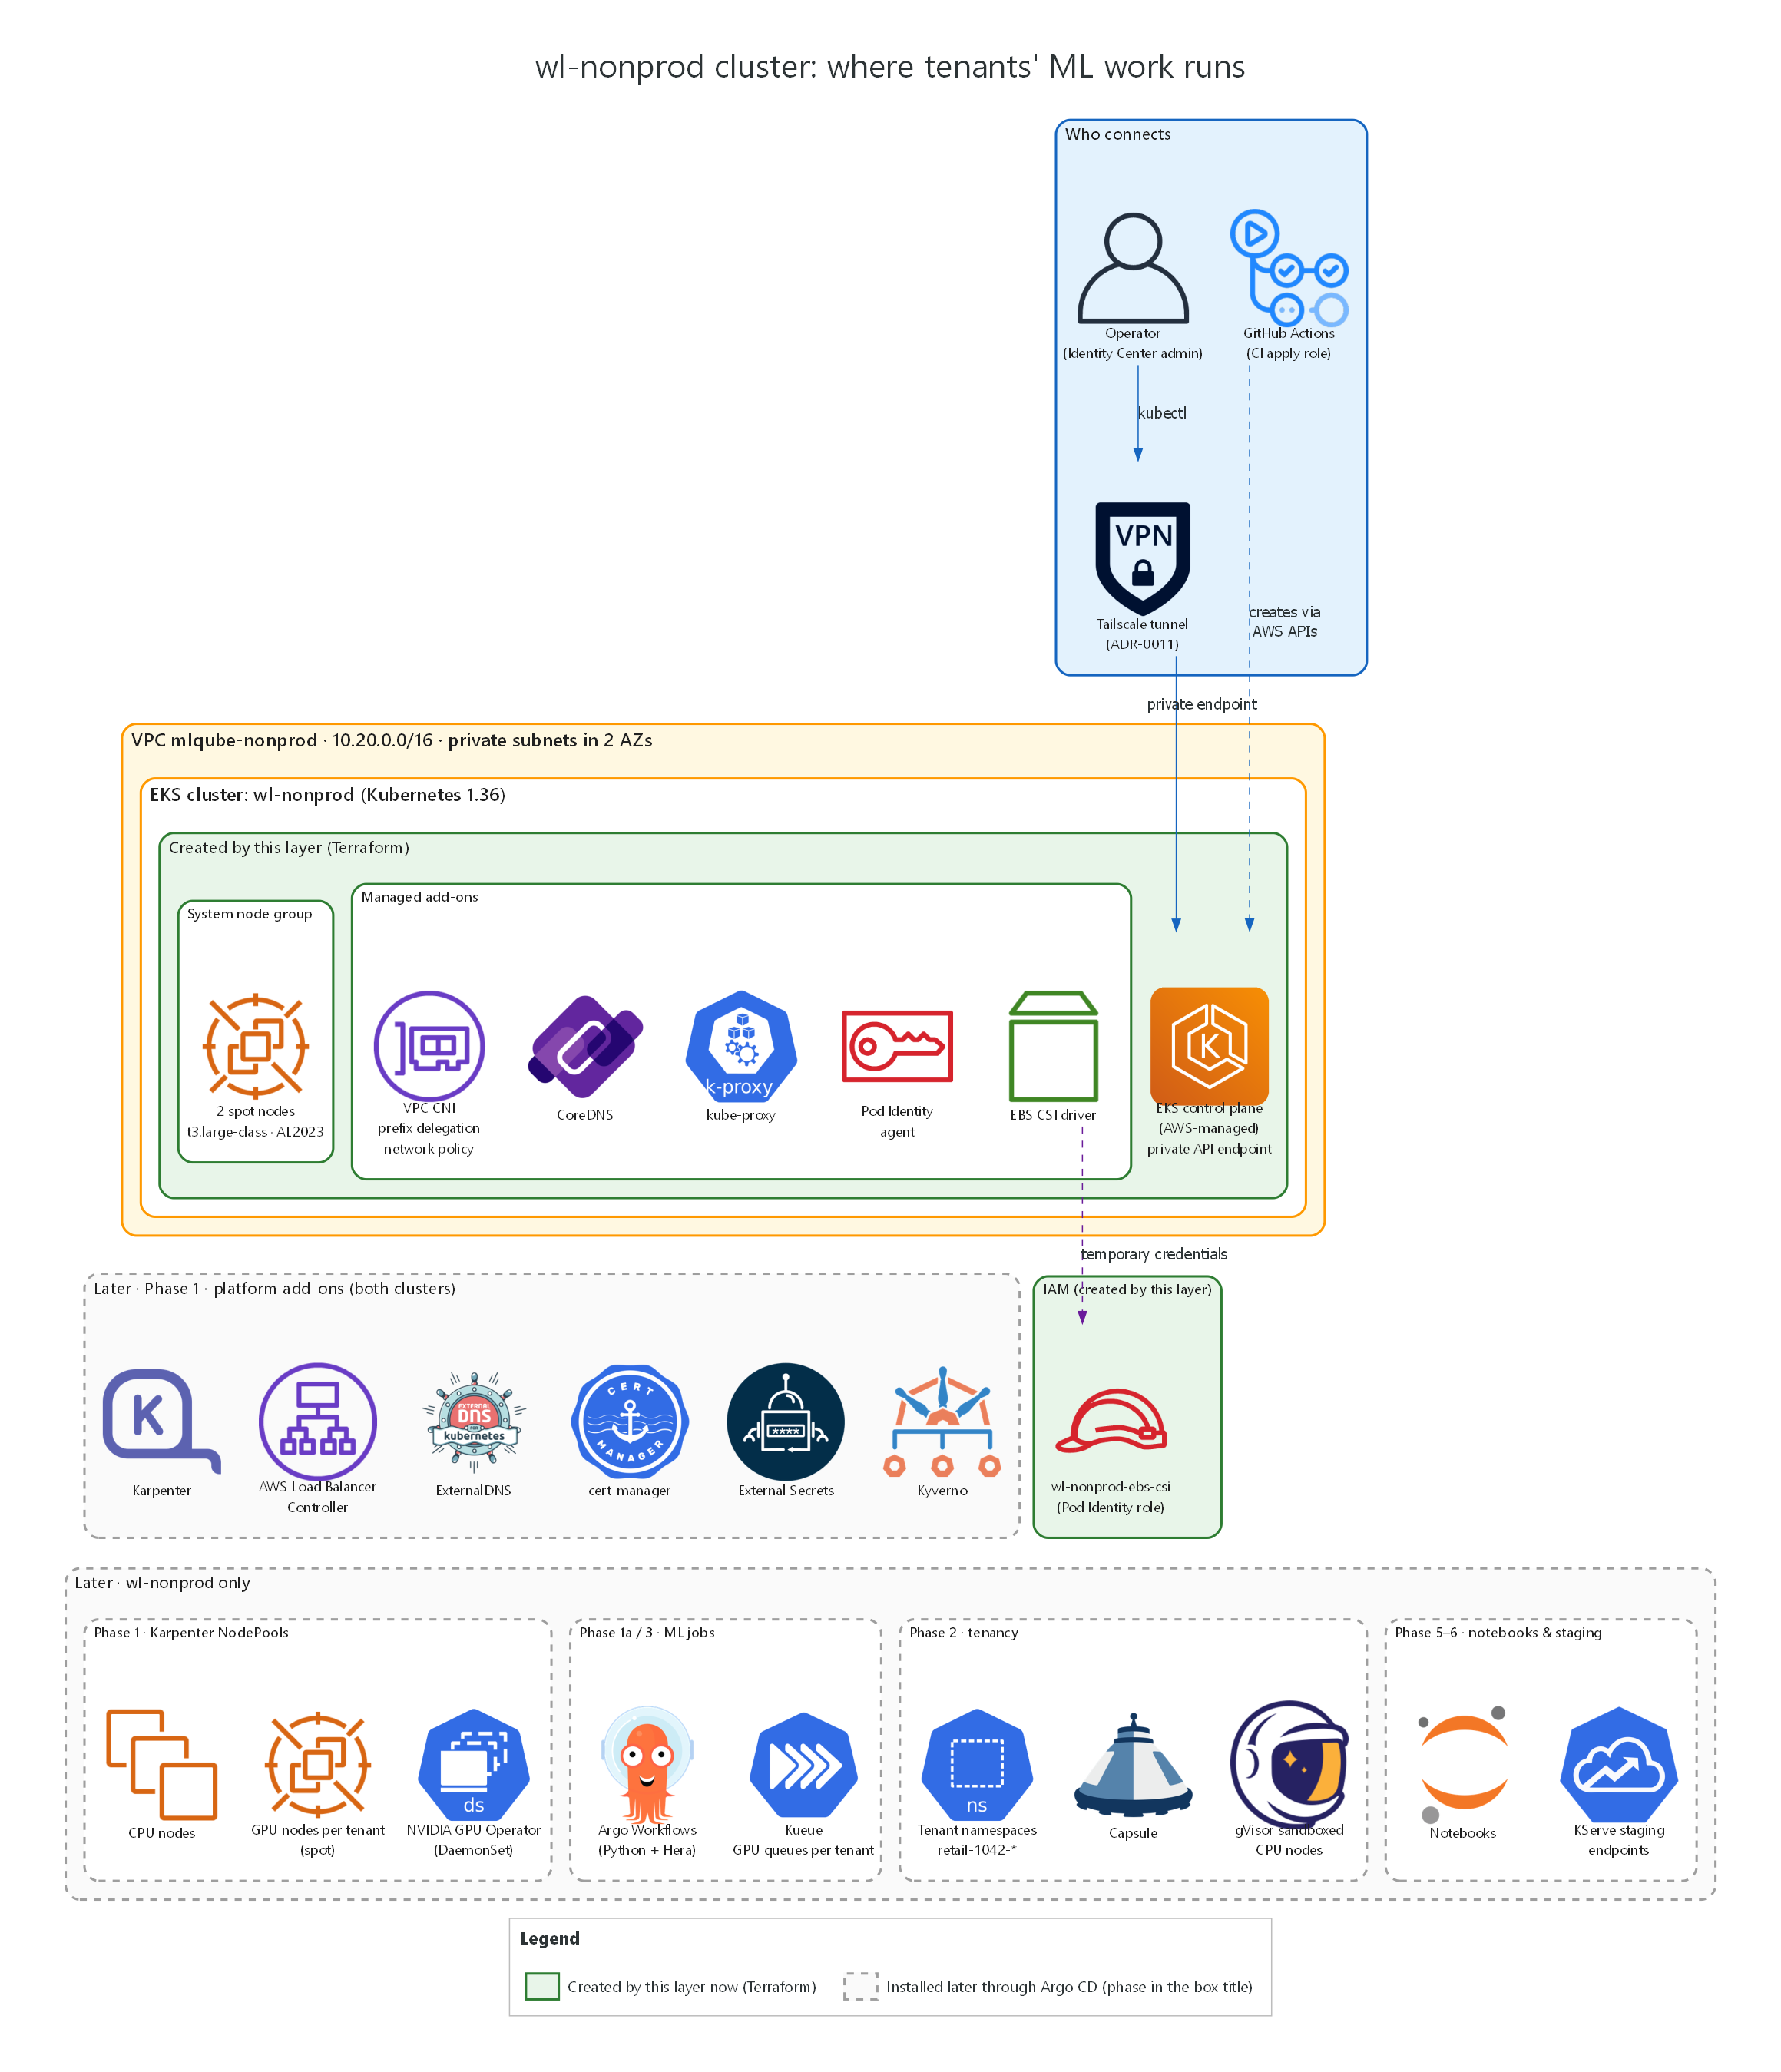 wl-nonprod cluster: where tenants' ML work runs
Who connects
Operator
(Identity Center admin)
GitHub Actions
(CI apply role)
kubectl
VPN
Tailscale tunnel
(ADR-0011)
creates via
AWS APIs
private endpoint
VPC mlqube-nonprod · 10.20.0.0/16 · private subnets in 2 AZs
EKS cluster: wl-nonprod (Kubernetes 1.36)
Created by this layer (Terraform)
System node group
2 spot nodes
t3.large-class · AL2023
Managed add-ons
VPC CNI
prefix delegation
network policy
CoreDNS
k-proxy
kube-proxy
Pod Identity
agent
EBS CSI driver
K
EKS control plane
(AWS-managed)
private API endpoint
temporary credentials
Later · Phase 1 · platform add-ons (both clusters)
K
Karpenter
AWS Load Balancer
Controller
EXTERNAL
DNS
FOR
kubernetes
ExternalDNS
CERT
MANAGER
cert-manager
****
External Secrets
Kyverno
IAM (created by this layer)
wl-nonprod-ebs-csi
(Pod Identity role)
Later · wl-nonprod only
Phase 1 · Karpenter NodePools
CPU nodes
GPU nodes per tenant
(spot)
ds
NVIDIA GPU Operator
(DaemonSet)
Phase 1a / 3 · ML jobs
Argo Workflows
(Python + Hera)
Kueue
GPU queues per tenant
Phase 2 · tenancy
ns
Tenant namespaces
retail-1042-*
Capsule
gVisor sandboxed
CPU nodes
Phase 5–6 · notebooks & staging
Notebooks
KServe staging
endpoints
Legend
Created by this layer now (Terraform)
Installed later through Argo CD (phase in the box title)